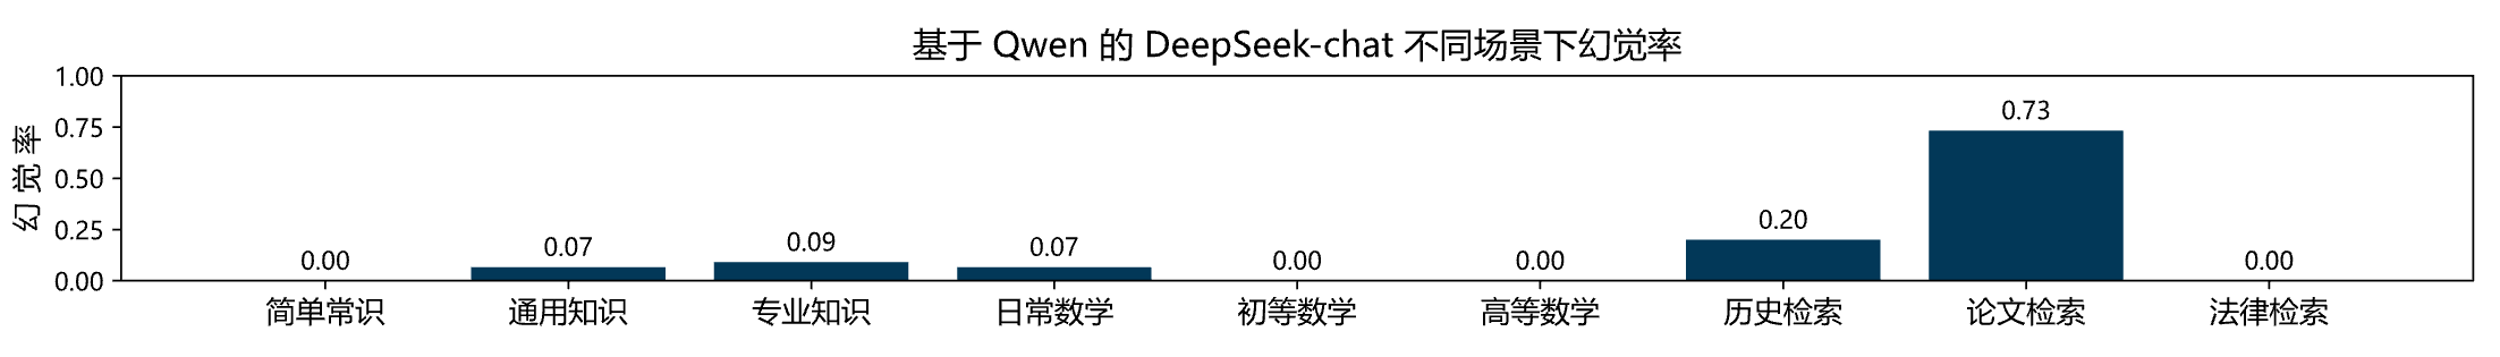 基于 Qwen 的 DeepSeek-chat 不同场景下幻觉率
幻觉率
1.00
0.75
0.50
0.25
0.00
0.00
0.07
0.09
0.07
0.00
0.00
0.20
0.73
0.00
简单常识
通用知识
专业知识
日常数学
初等数学
高等数学
历史检索
论文检索
法律检索